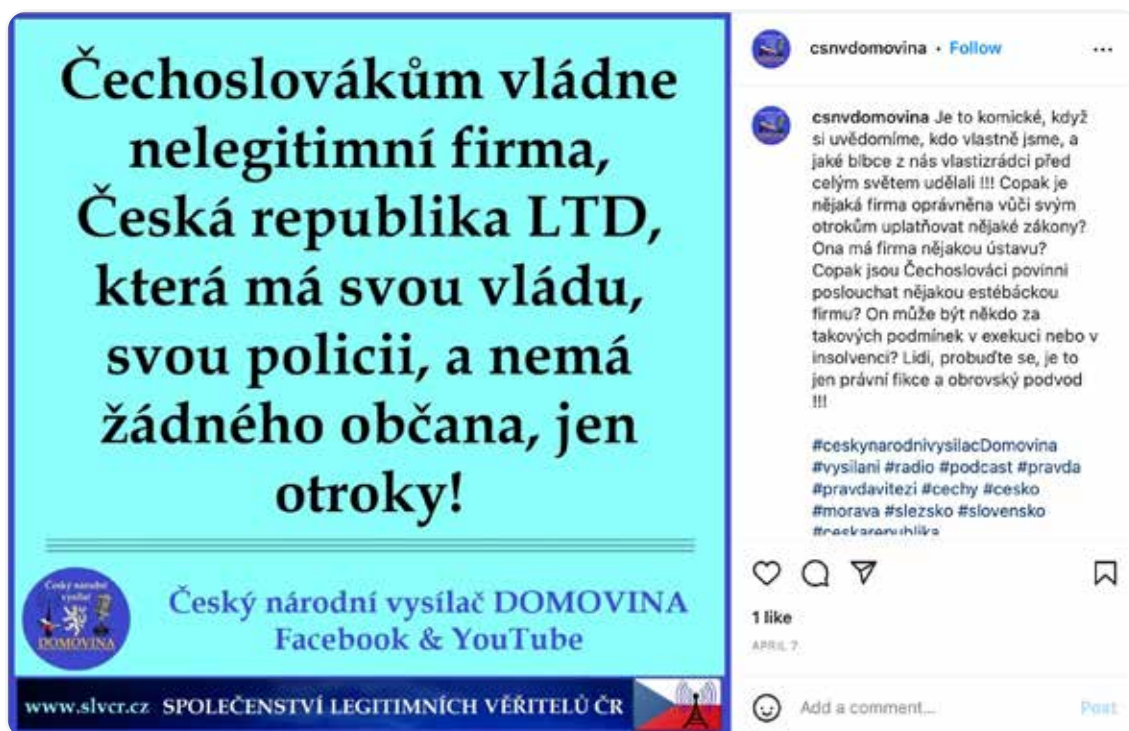 Čechoslovákům vládne
nelegitimní firma,
Česká republika LTD,
která má svou vládu,
svou policii, a nemá
žádného občana, jen
otroky!
Český národní
vysílač
DOMOVINA
Český národní vysílač DOMOVINA
Facebook & YouTube
www.slvcr.cz SPOLEČENSTVÍ LEGITIMNÍCH VĚŘITELŮ ČR
csnvdomovina • Follow
csnvdomovina Je to komické, když
si uvědomíme, kdo vlastně jsme, a
jaké blbce z nás vlastizrádci před
celým světem udělali !!! Copak je
nějaká firma oprávněna vůči svým
otrokům uplatňovat nějaké zákony?
Ona má firma nějakou ústavu?
Copak jsou Čechoslováci povinni
poslouchat nějakou estébáckou
firmu? On může být někdo za
takových podmínek v exekuci nebo v
insolvenci? Lidi, probuďte se, je to
jen právní fikce a obrovský podvod
!!!
#ceskynarodnivysilacDomovina
#vysilani #radio #podcast #pravda
#pravdavitezi #cechy #cesko
#morava #slezsko #slovensko
#ceskarepublika
1 like
APRIL 7
Add a comment...
Post